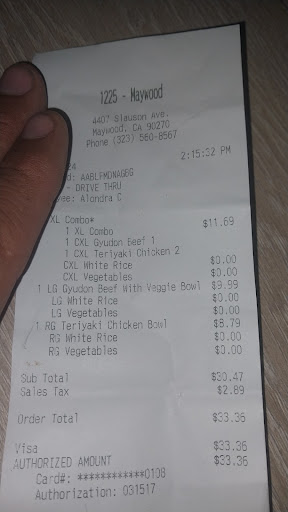 1225 - Maywood
4407 Slauson Ave.
Maywood, CA 90270
Phone (323) 560-8567
24 2:15:32 PM
d: AABLFMDNAGEG
- DRIVE THRU
ee: Alondra C
XL Combo* $11.69
1 XL Combo
1 CXL Gyudon Beef 1
1 CXL Teriyaki Chicken 2
CXL White Rice $0.00
CXL Vegetables $0.00
1 LG Gyudon Beef With Veggie Bowl $9.99
LG White Rice $0.00
LG Vegetables $0.00
1 RG Teriyaki Chicken Bowl $8.79
RG White Rice $0.00
RG Vegetables $0.00
Sub Total $30.47
Sales Tax $2.89
Order Total $33.36
Visa $33.36
AUTHORIZED AMOUNT $33.36
Card#: ************0108
Authorization: 031517